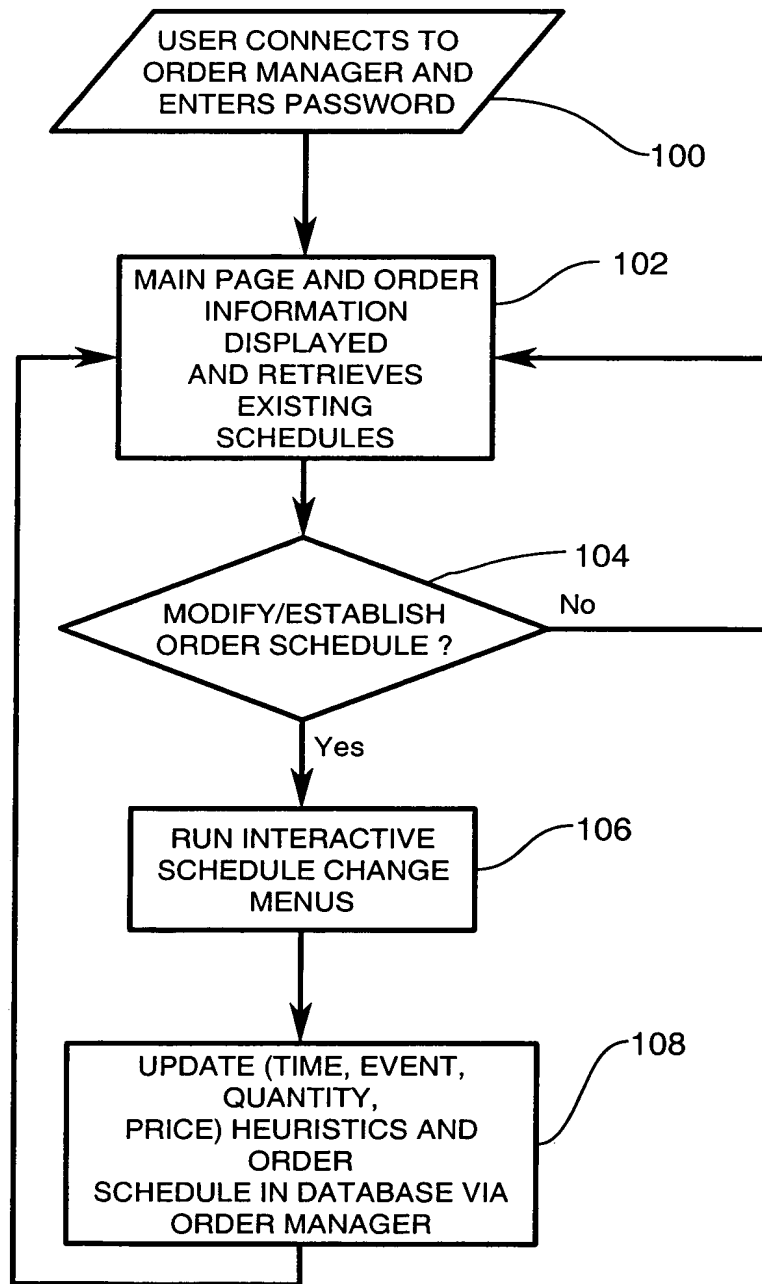 USER CONNECTS TO
ORDER MANAGER AND
ENTERS PASSWORD
100
102
MAIN PAGE AND ORDER
INFORMATION
DISPLAYED
AND RETRIEVES
EXISTING
SCHEDULES
104
MODIFY/ESTABLISH
ORDER SCHEDULE ?
No
Yes
106
RUN INTERACTIVE
SCHEDULE CHANGE
MENUS
108
UPDATE (TIME, EVENT,
QUANTITY,
PRICE) HEURISTICS AND
ORDER
SCHEDULE IN DATABASE VIA
ORDER MANAGER